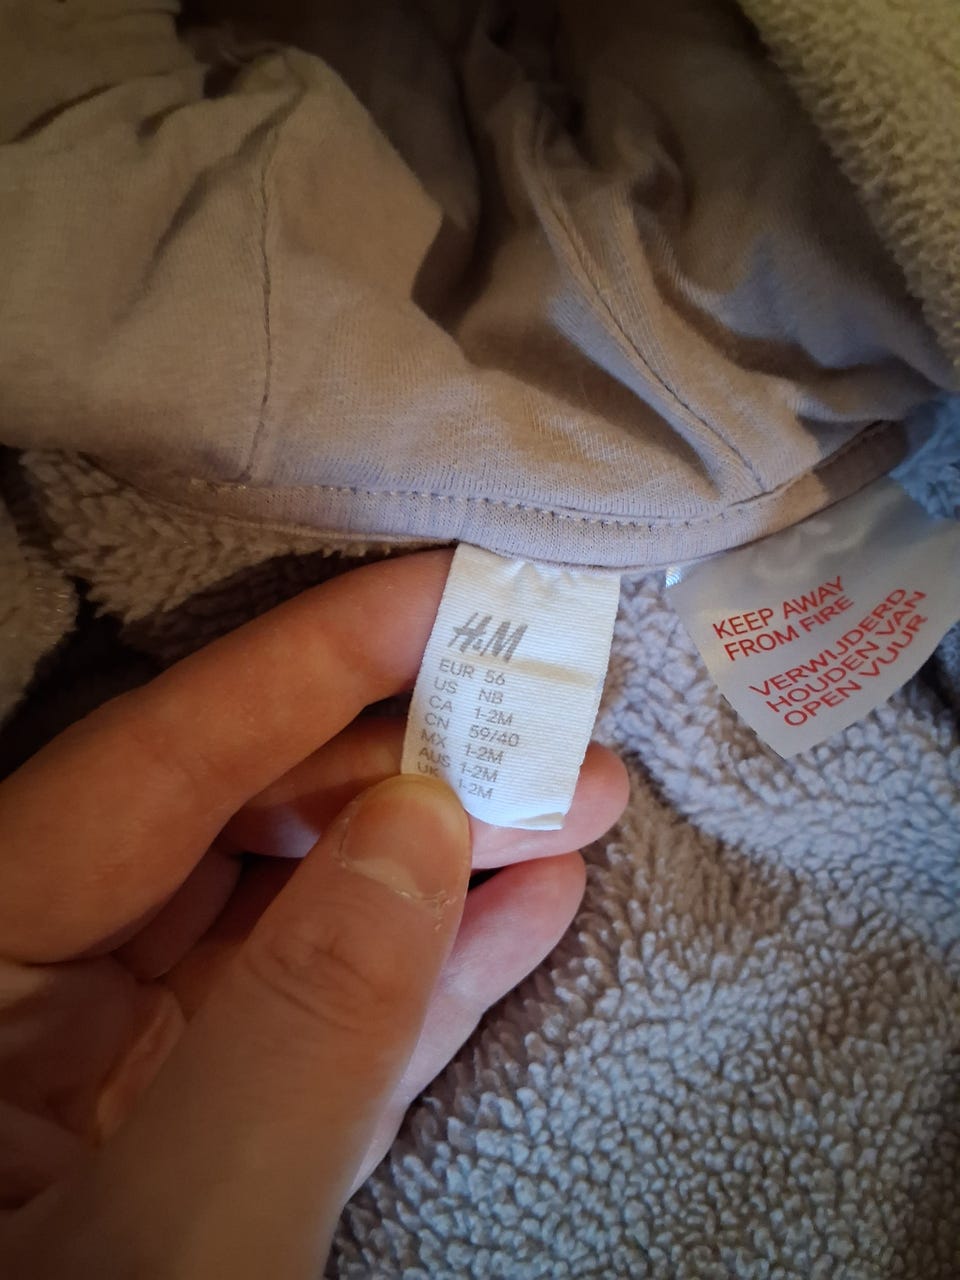 H&M
EUR 56
US NB
CA 1-2M
CN 59/40
MX 1-2M
AUS 1-2M
UK 1-2M
KEEP AWAY
FROM FIRE
VERWIJDERD
HOUDEN VAN
OPEN VUUR